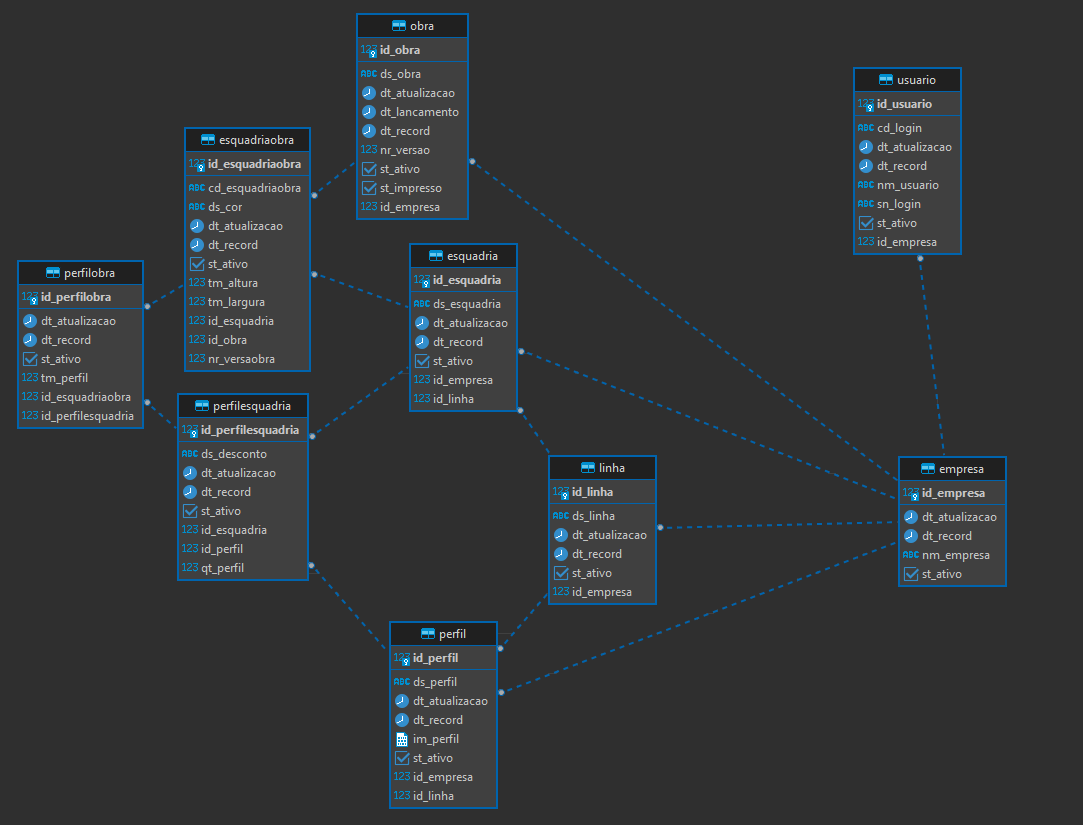 obra
123 id_obra
ABC ds_obra
dt_atualizacao
dt_lancamento
dt_record
123 nr_versao
st_ativo
st_impresso
123 id_empresa
usuario
123 id_usuario
ABC cd_login
dt_atualizacao
dt_record
ABC nm_usuario
ABC sn_login
st_ativo
123 id_empresa
esquadriaobra
123 id_esquadriaobra
ABC cd_esquadriaobra
ABC ds_cor
dt_atualizacao
dt_record
st_ativo
123 tm_altura
123 tm_largura
123 id_esquadria
123 id_obra
123 nr_versaobra
esquadria
123 id_esquadria
ABC ds_esquadria
dt_atualizacao
dt_record
st_ativo
123 id_empresa
123 id_linha
perfilobra
123 id_perfilobra
dt_atualizacao
dt_record
st_ativo
123 tm_perfil
123 id_esquadriaobra
123 id_perfilesquadria
perfilesquadria
123 id_perfilesquadria
ABC ds_desconto
dt_atualizacao
dt_record
st_ativo
123 id_esquadria
123 id_perfil
123 qt_perfil
linha
123 id_linha
ABC ds_linha
dt_atualizacao
dt_record
st_ativo
123 id_empresa
empresa
123 id_empresa
dt_atualizacao
dt_record
ABC nm_empresa
st_ativo
perfil
123 id_perfil
ABC ds_perfil
dt_atualizacao
dt_record
im_perfil
st_ativo
123 id_empresa
123 id_linha